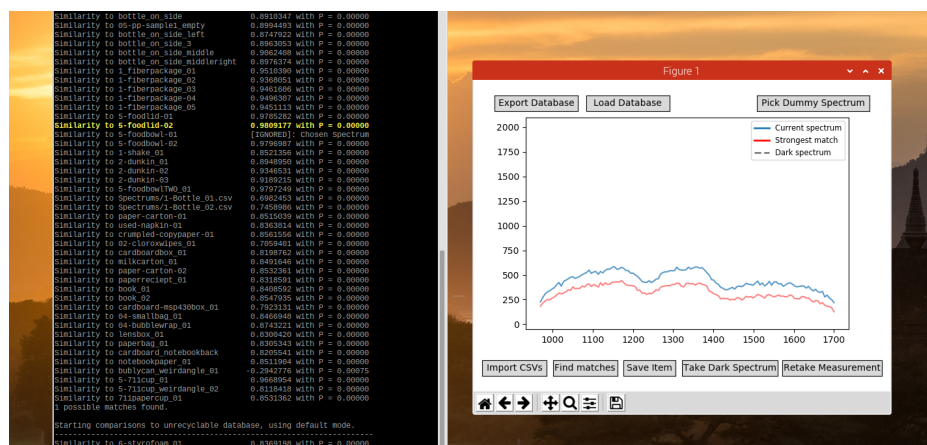 Similarity to bottle_on_side 0.8910347 with P = 0.00000
Similarity to 05-pp-sample1_empty 0.8994493 with P = 0.00000
Similarity to bottle_on_side_left 0.8747922 with P = 0.00000
Similarity to bottle_on_side_3 0.8963053 with P = 0.00000
Similarity to bottle_on_side_middle 0.9062408 with P = 0.00000
Similarity to bottle_on_side_middleright 0.8976374 with P = 0.00000
Similarity to 1_fiberpackage_01 0.9510390 with P = 0.00000
Similarity to 1-fiberpackage_02 0.9368051 with P = 0.00000
Similarity to 1-fiberpackage_03 0.9461606 with P = 0.00000
Similarity to 1-fiberpackage-04 0.9496307 with P = 0.00000
Similarity to 1-fiberpackage_05 0.9451113 with P = 0.00000
Similarity to 5-foodlid-01 0.9785282 with P = 0.00000
Similarity to 5-foodlid-02 0.9809177 with P = 0.00000
Similarity to 5-foodbowl-01 [IGNORED]: Chosen Spectrum
Similarity to 5-foodbowl-02 0.9796987 with P = 0.00000
Similarity to 1-shake_01 0.8521356 with P = 0.00000
Similarity to 2-dunkin_01 0.8948950 with P = 0.00000
Similarity to 2-dunkin-02 0.9346531 with P = 0.00000
Similarity to 2-dunkin-03 0.9189215 with P = 0.00000
Similarity to 5-foodbowlTWO_01 0.9797249 with P = 0.00000
Similarity to Spectrums/1-Bottle_01.csv 0.6982453 with P = 0.00000
Similarity to Spectrums/1-Bottle_02.csv 0.7458986 with P = 0.00000
Similarity to paper-carton-01 0.8515039 with P = 0.00000
Similarity to used-napkin-01 0.8363814 with P = 0.00000
Similarity to crumpled-copypaper-01 0.8561556 with P = 0.00000
Similarity to 02-cloroxwipes_01 0.7059401 with P = 0.00000
Similarity to cardboardbox_01 0.8198762 with P = 0.00000
Similarity to milkcarton_01 0.8491646 with P = 0.00000
Similarity to paper-carton-02 0.8532361 with P = 0.00000
Similarity to paperreciept_01 0.8318591 with P = 0.00000
Similarity to book_01 0.8408592 with P = 0.00000
Similarity to book_02 0.8547935 with P = 0.00000
Similarity to cardboard-msp430box_01 0.7923131 with P = 0.00000
Similarity to 04-smallbag_01 0.8466948 with P = 0.00000
Similarity to 04-bubblewrap_01 0.8743221 with P = 0.00000
Similarity to lensbox_01 0.8300420 with P = 0.00000
Similarity to paperbag_01 0.8305343 with P = 0.00000
Similarity to cardboard_notebookback 0.8205541 with P = 0.00000
Similarity to notebookpaper_01 0.8511904 with P = 0.00000
Similarity to bublycan_weirdangle_01 -0.2942776 with P = 0.00075
Similarity to 5-711cup_01 0.9668954 with P = 0.00000
Similarity to 5-711cup_weirdangle_02 0.8118418 with P = 0.00000
Similarity to 711papercup_01 0.8531362 with P = 0.00000
1 possible matches found.
Starting comparisons to unrecyclable database, using default mode.
Similarity to 6-styrofoam_01 0.8369198 with P = 0.00000
Figure 1
Export Database
Load Database
Pick Dummy Spectrum
Current spectrum
Strongest match
Dark spectrum
2000
1750
1500
1250
1000
750
500
250
0
1000 1100 1200 1300 1400 1500 1600 1700
Import CSVs
Find matches
Save Item
Take Dark Spectrum
Retake Measurement